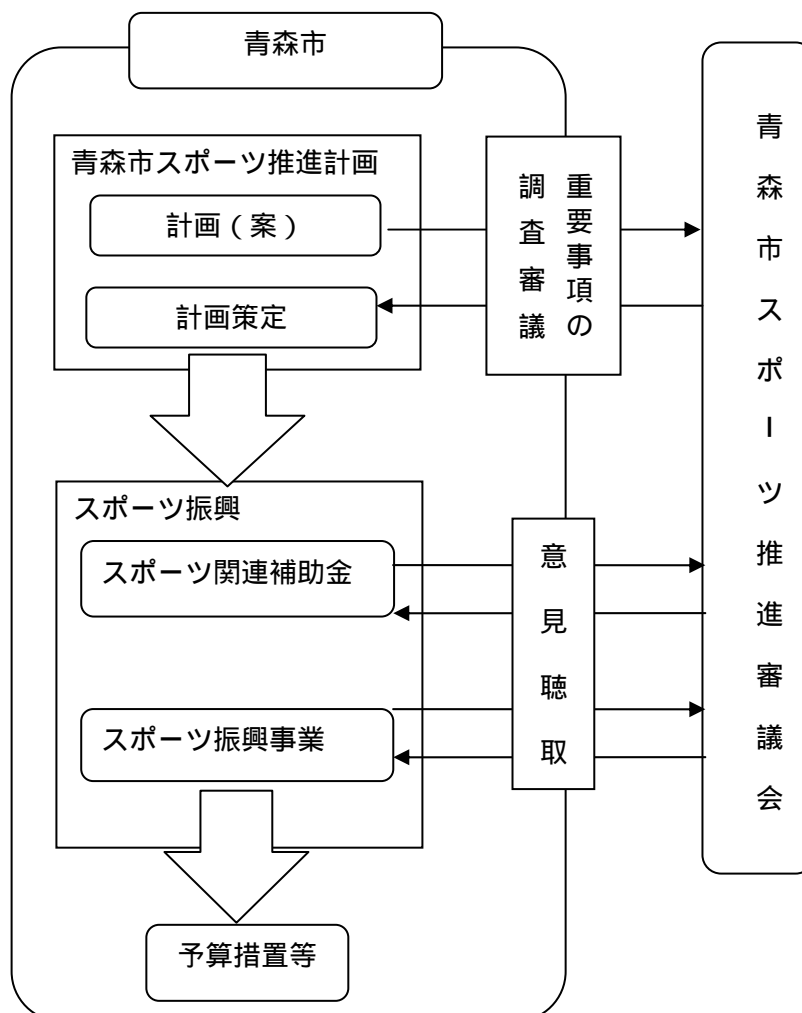 青森市
青森市スポーツ推進計画
計画（案）
計画策定
重要事項の
調査審議
スポーツ振興
スポーツ関連補助金
スポーツ振興事業
意見聴取
予算措置等
青森市スポーツ推進審議会